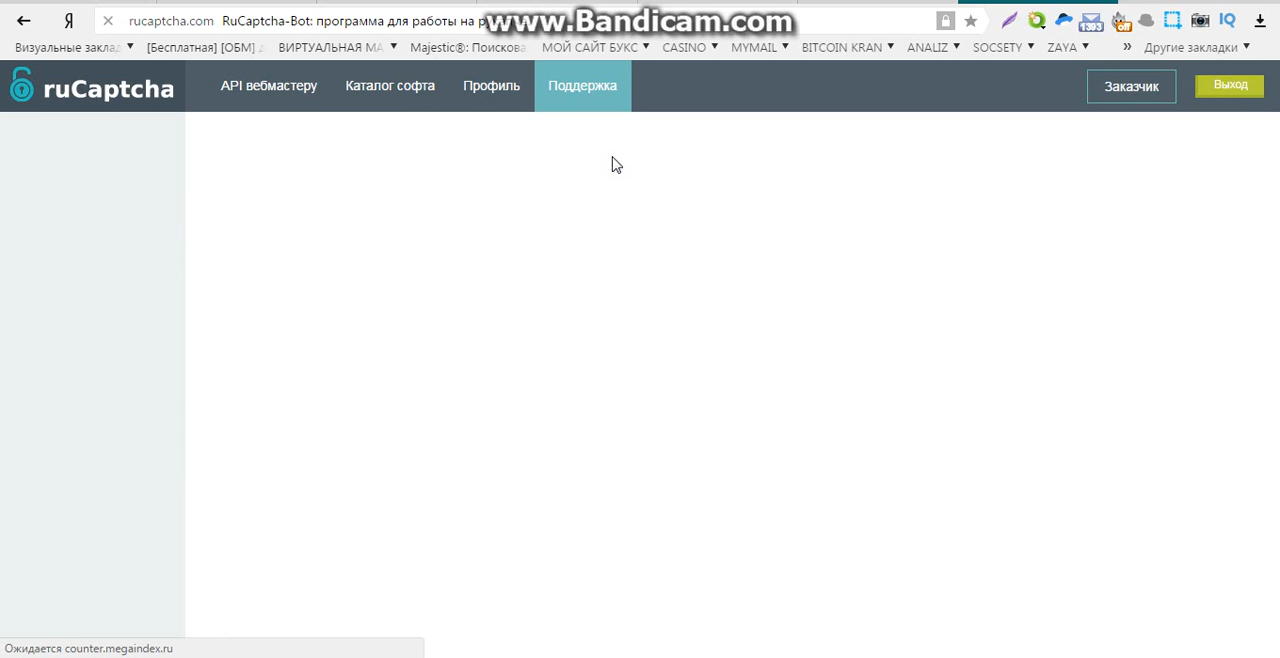 www.Bandicam.com
Я rucaptcha.com RuCaptcha-Bot: программа для работы на
Визуальные заклад [Бесплатная] [ОБМ] ВИРТУАЛЬНАЯ МА Majestic®: Поискова МОЙ САЙТ БУКС CASINO MYMAIL BITCOIN KRAN ANALIZ SOCSETY ZAYA » Другие закладки
ruCaptcha API вебмастеру Каталог софта Профиль Поддержка Заказчик Выход
Ожидается counter.megaindex.ru